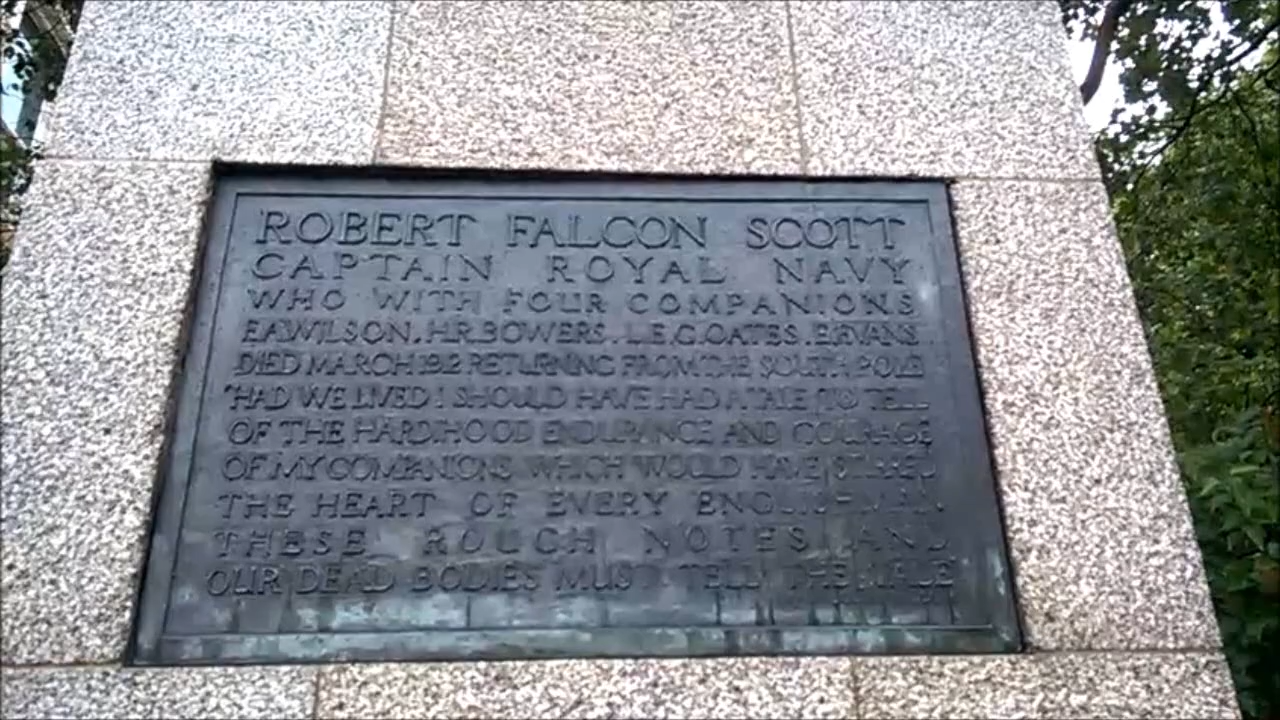 ROBERT FALCON SCOTT
CAPTAIN ROYAL NAVY
WHO WITH FOUR COMPANIONS
E.A.WILSON. H.R.BOWERS. L.E.G.OATES. E.EVANS
DIED MARCH 1912 RETURNING FROM THE SOUTH POLE
"HAD WE LIVED I SHOULD HAVE HAD A TALE TO TELL
OF THE HARDIHOOD ENDURANCE AND COURAGE
OF MY COMPANIONS WHICH WOULD HAVE STIRRED
THE HEART OF EVERY ENGLISHMAN.
THESE ROUGH NOTES AND
OUR DEAD BODIES MUST TELL THE TALE"